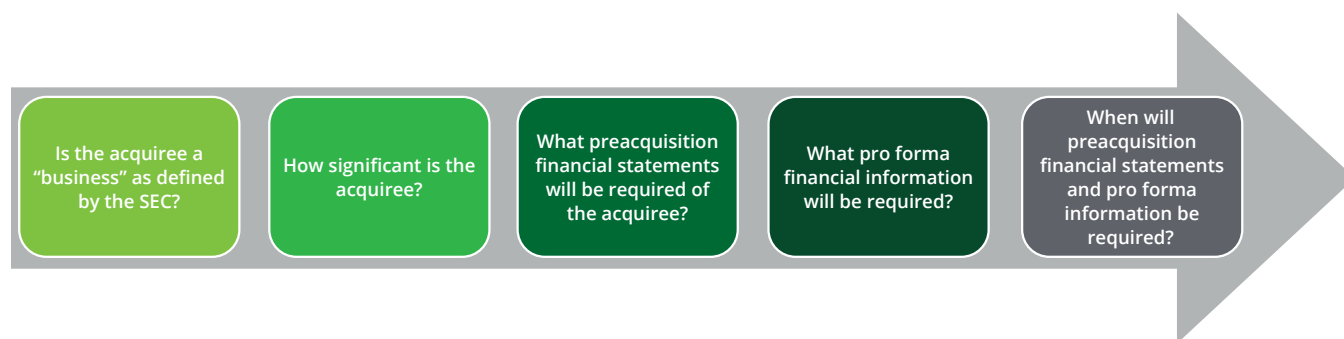 Is the acquiree a
“business” as defined
by the SEC?
How significant is the
acquiree?
What preacquisition
financial statements
will be required of
the acquiree?
What pro forma
financial information
will be required?
When will
preacquisition
financial statements
and pro forma
information be
required?